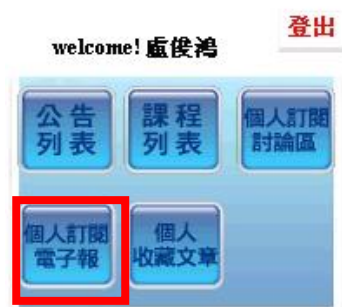 登出
welcome! 盧俊鴻
公告
列表
課程
列表
個人訂閱
討論區
個人訂閱
電子報
個人
收藏文章